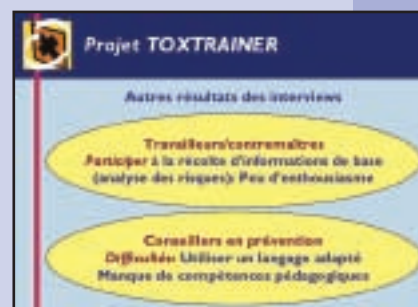 Projet TOXTRAINER
Autres résultats des interviews
Travailleurs/contremaîtres
Participer à la récolte d'informations de base
(analyse des risques): Peu d'enthousiasme
Conseillers en prévention
Difficultés: Utiliser un langage adapté
Manque de compétences pédagogiques